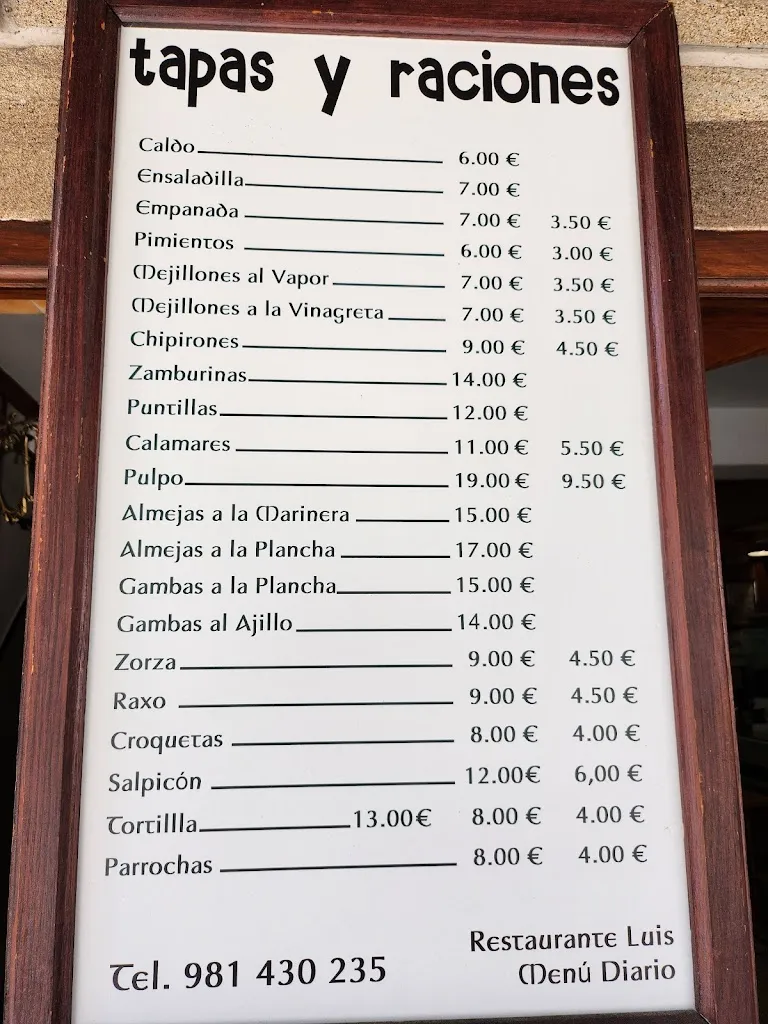 tapas y raciones
Caldo 6.00 €
Ensaladilla 7.00 €
Empanada 7.00 € 3.50 €
Pimientos 6.00 € 3.00 €
Mejillones al Vapor 7.00 € 3.50 €
Mejillones a la Vinagreta 7.00 € 3.50 €
Chipirones 9.00 € 4.50 €
Zamburinas 14.00 €
Puntillas 12.00 €
Calamares 11.00 € 5.50 €
Pulpo 19.00 € 9.50 €
Almejas a la Marinera 15.00 €
Almejas a la Plancha 17.00 €
Gambas a la Plancha 15.00 €
Gambas al Ajillo 14.00 €
Zorza 9.00 € 4.50 €
Raxo 9.00 € 4.50 €
Croquetas 8.00 € 4.00 €
Salpicón 12.00€ 6,00 €
Tortillla 13.00€ 8.00 € 4.00 €
Parrochas 8.00 € 4.00 €
Restaurante Luis
Tel. 981 430 235 Menú Diario